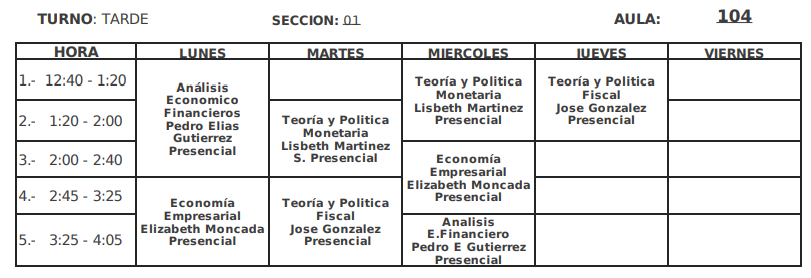 TURNO: TARDE SECCION: 01 AULA: 104
HORA LUNES MARTES MIERCOLES JUEVES VIERNES
1.- 12:40 - 1:20
2.- 1:20 - 2:00
3.- 2:00 - 2:40
4.- 2:45 - 3:25
5.- 3:25 - 4:05
Análisis
Economico
Financieros
Pedro Elias
Gutierrez
Presencial
Economía
Empresarial
Elizabeth Moncada
Presencial
Teoría y Politica
Monetaria
Lisbeth Martinez
S. Presencial
Teoría y Politica
Fiscal
Jose Gonzalez
Presencial
Teoría y Politica
Monetaria
Lisbeth Martinez
Presencial
Economía
Empresarial
Elizabeth Moncada
Presencial
Analisis
E.Financiero
Pedro E Gutierrez
Presencial
Teoría y Politica
Fiscal
Jose Gonzalez
Presencial